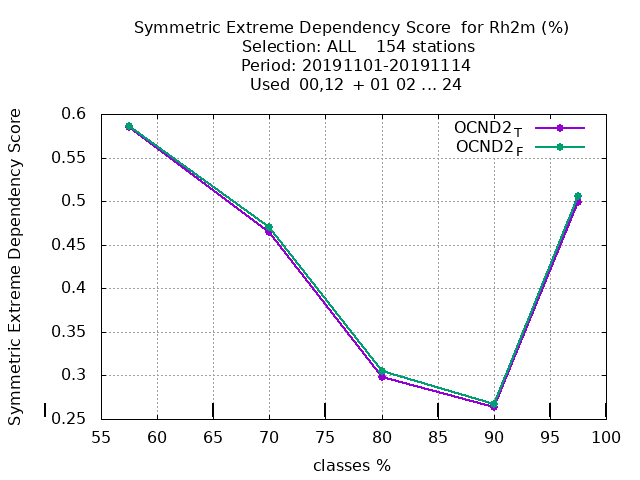 Symmetric Extreme Dependency Score  for Rh2m (%)
Selection: ALL    154 stations
Period: 20191101-20191114
Used  00,12  + 01 02 ... 24
Symmetric Extreme Dependency Score
0.6
0.55
0.5
0.45
0.4
0.35
0.3
0.25
OCND2T
OCND2F
55 60 65 70 75 80 85 90 95 100
classes %